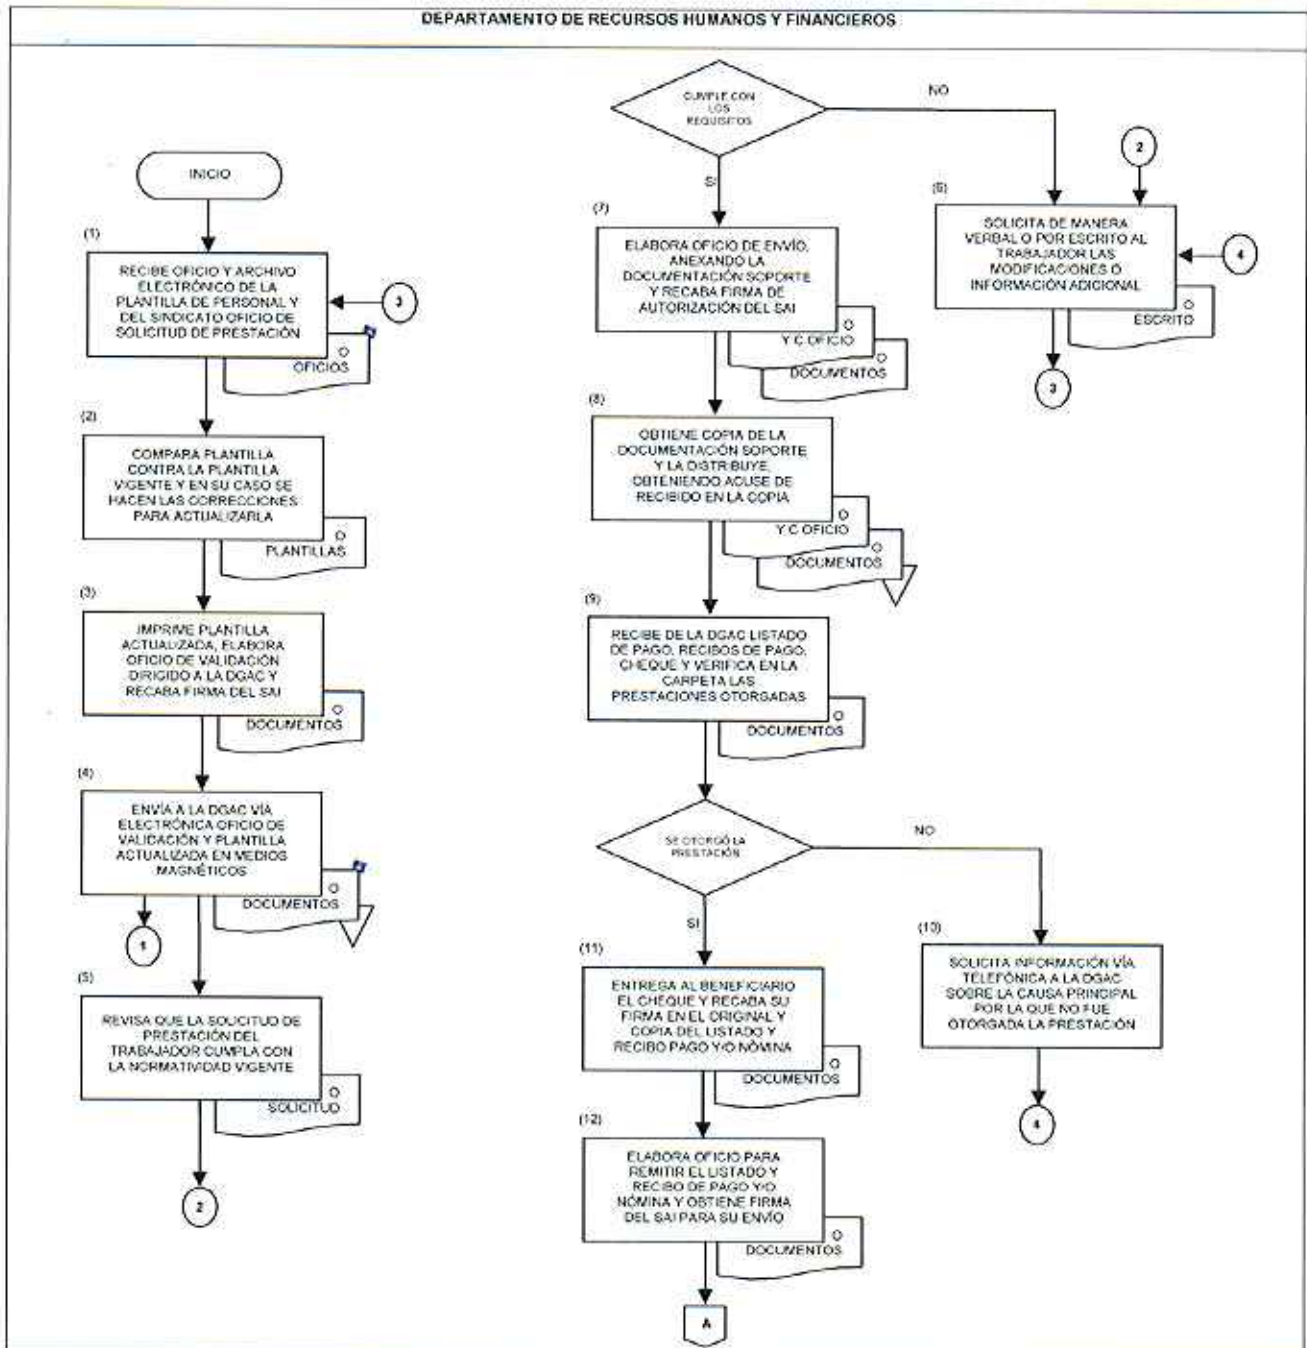 DEPARTAMENTO DE RECURSOS HUMANOS Y FINANCIEROS
INICIO
(1)
RECIBE OFICIO Y ARCHIVO
ELECTRÓNICO DE LA
PLANTILLA DE PERSONAL Y
DEL SINDICATO OFICIO DE
SOLICITUD DE PRESTACIÓN
3
O
OFICIOS
(2)
COMPARA PLANTILLA
CONTRA LA PLANTILLA
VIGENTE Y EN SU CASO SE
HACEN LAS CORRECCIONES
PARA ACTUALIZARLA
O
PLANTILLAS
(3)
IMPRIME PLANTILLA
ACTUALIZADA, ELABORA
OFICIO DE VALIDACIÓN
DIRIGIDO A LA DGAC Y
RECABA FIRMA DEL SAI
O
DOCUMENTOS
(4)
ENVÍA A LA DGAC VÍA
ELECTRÓNICA OFICIO DE
VALIDACIÓN Y PLANTILLA
ACTUALIZADA EN MEDIOS
MAGNÉTICOS
O
DOCUMENTOS
1
(5)
REVISA QUE LA SOLICITUD DE
PRESTACIÓN DEL
TRABAJADOR CUMPLA CON
LA NORMATIVIDAD VIGENTE
O
SOLICITUD
2
CUMPLE CON
LOS
REQUISITOS
NO
SI
2
(6)
SOLICITA DE MANERA
VERBAL O POR ESCRITO AL
TRABAJADOR LAS
MODIFICACIONES O
INFORMACIÓN ADICIONAL
4
O
ESCRITO
3
(7)
ELABORA OFICIO DE ENVÍO,
ANEXANDO LA
DOCUMENTACIÓN SOPORTE
Y RECABA FIRMA DE
AUTORIZACIÓN DEL SAI
O
Y C OFICIO
O
DOCUMENTOS
(8)
OBTIENE COPIA DE LA
DOCUMENTACIÓN SOPORTE
Y LA DISTRIBUYE,
OBTENIENDO ACUSE DE
RECIBIDO EN LA COPIA
O
Y C OFICIO
O
DOCUMENTOS
(9)
RECIBE DE LA DGAC LISTADO
DE PAGO, RECIBOS DE PAGO,
CHEQUE Y VERIFICA EN LA
CARPETA LAS
PRESTACIONES OTORGADAS
O
DOCUMENTOS
SE OTORGÓ LA
PRESTACIÓN
NO
SI
(10)
SOLICITA INFORMACIÓN VÍA
TELEFÓNICA A LA DGAC
SOBRE LA CAUSA PRINCIPAL
POR LA QUE NO FUE
OTORGADA LA PRESTACIÓN
4
(11)
ENTREGA AL BENEFICIARIO
EL CHEQUE Y RECABA SU
FIRMA EN EL ORIGINAL Y
COPIA DEL LISTADO Y
RECIBO PAGO Y/O NÓMINA
O
DOCUMENTOS
(12)
ELABORA OFICIO PARA
REMITIR EL LISTADO Y
RECIBO DE PAGO Y/O
NÓMINA Y OBTIENE FIRMA
DEL SAI PARA SU ENVÍO
O
DOCUMENTOS
A